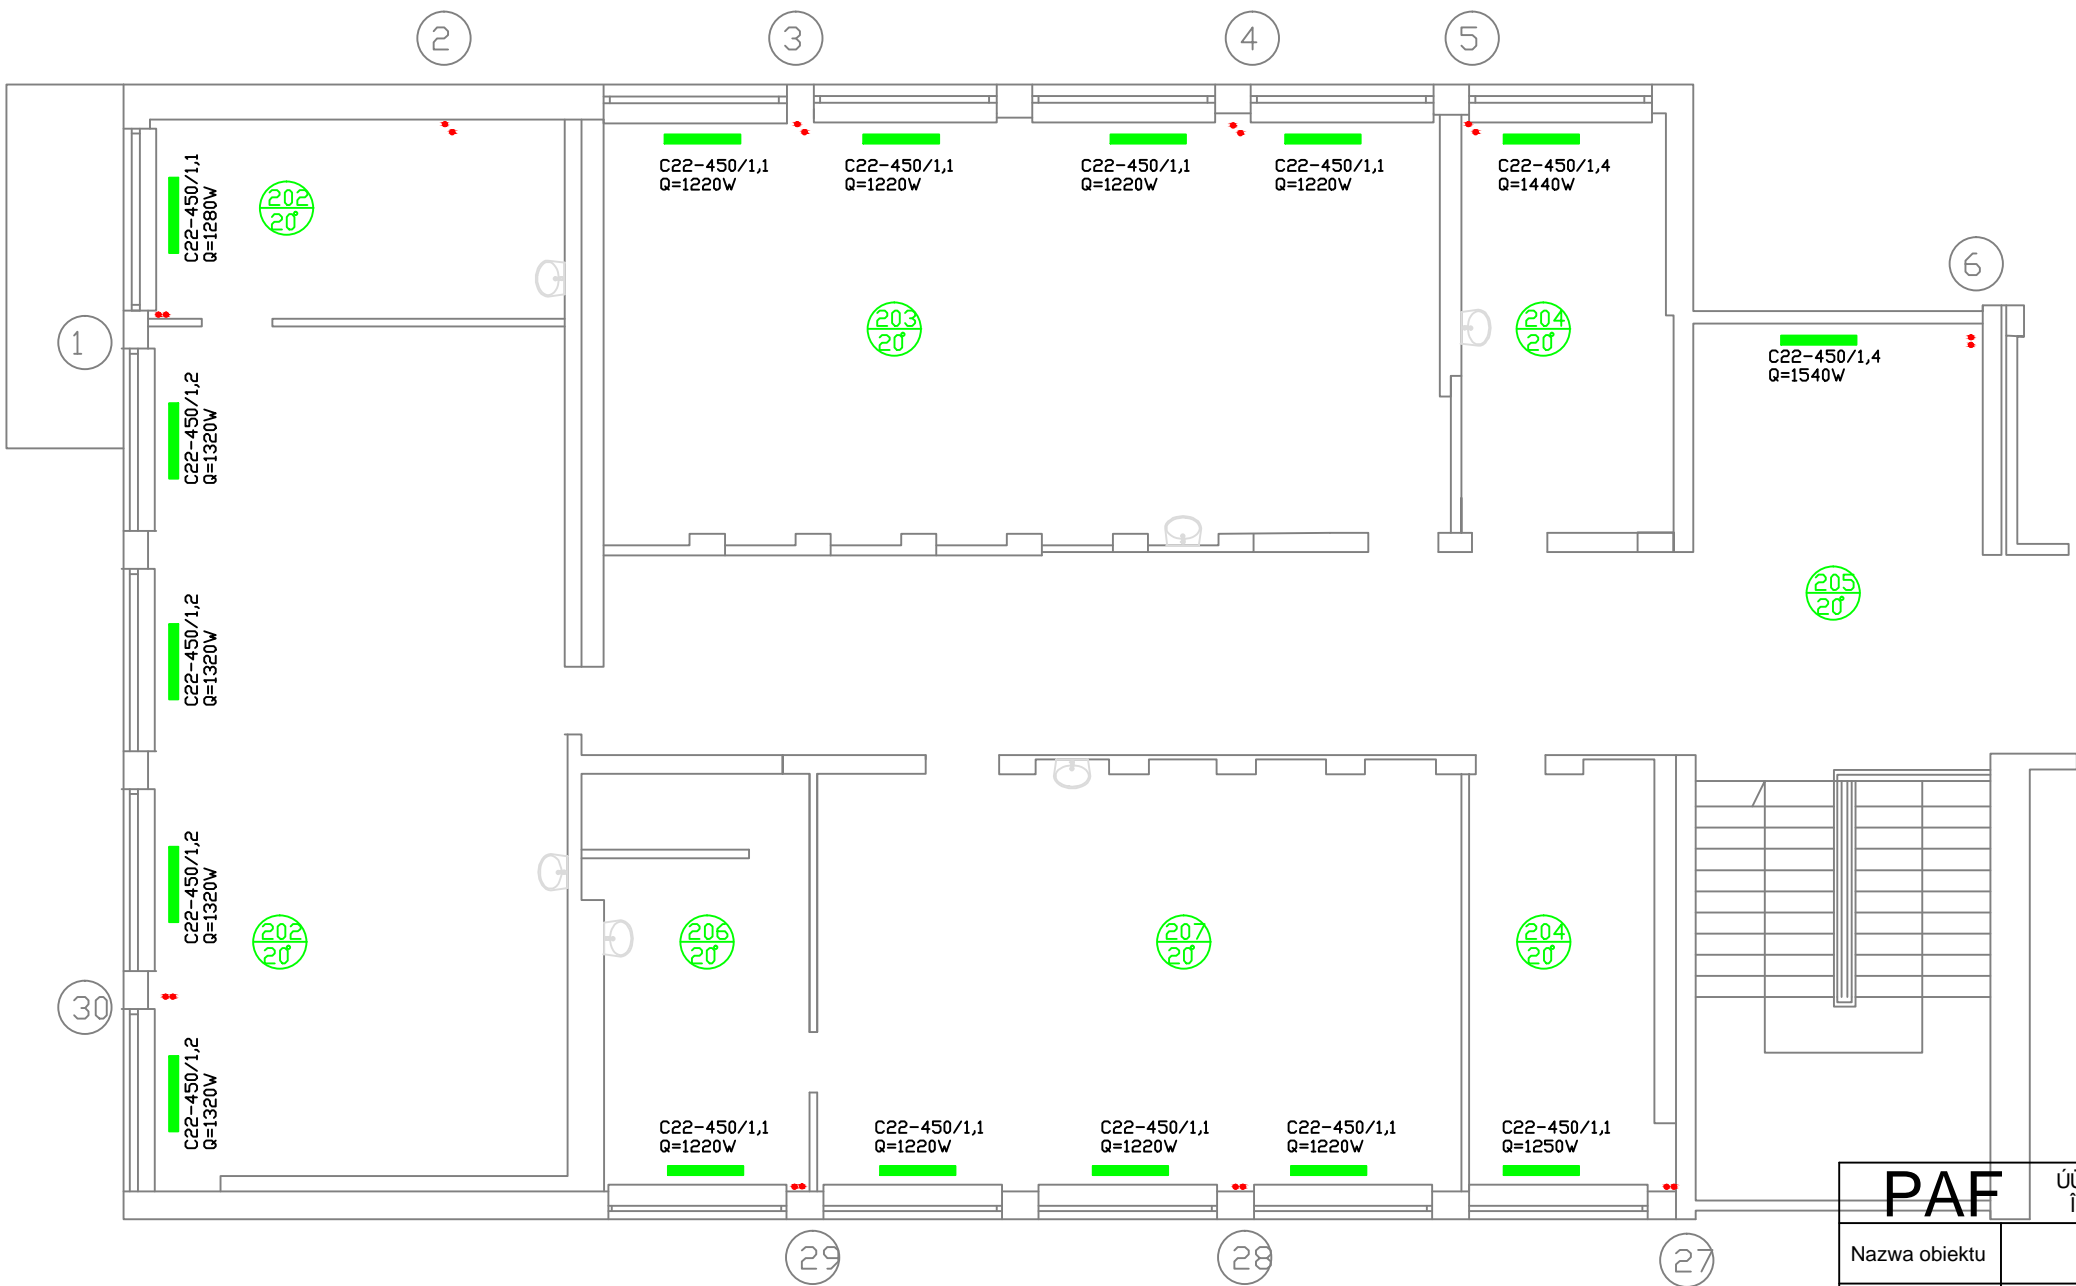 2
3
4
5
C22-450/1,1
Q=1220W
C22-450/1,1
Q=1220W
C22-450/1,1
Q=1220W
C22-450/1,1
Q=1220W
C22-450/1,4
Q=1440W
C22-450/1,1
Q=1280W
202
20°
6
203
20°
204
20°
1
C22-450/1,4
Q=1540W
C22-450/1,2
Q=1320W
205
20°
C22-450/1,2
Q=1320W
C22-450/1,2
Q=1320W
202
20°
206
20°
207
20°
204
20°
30
C22-450/1,2
Q=1320W
C22-450/1,1
Q=1220W
C22-450/1,1
Q=1220W
C22-450/1,1
Q=1220W
C22-450/1,1
Q=1220W
C22-450/1,1
Q=1250W
29
28
27
PAF
Nazwa obiektu